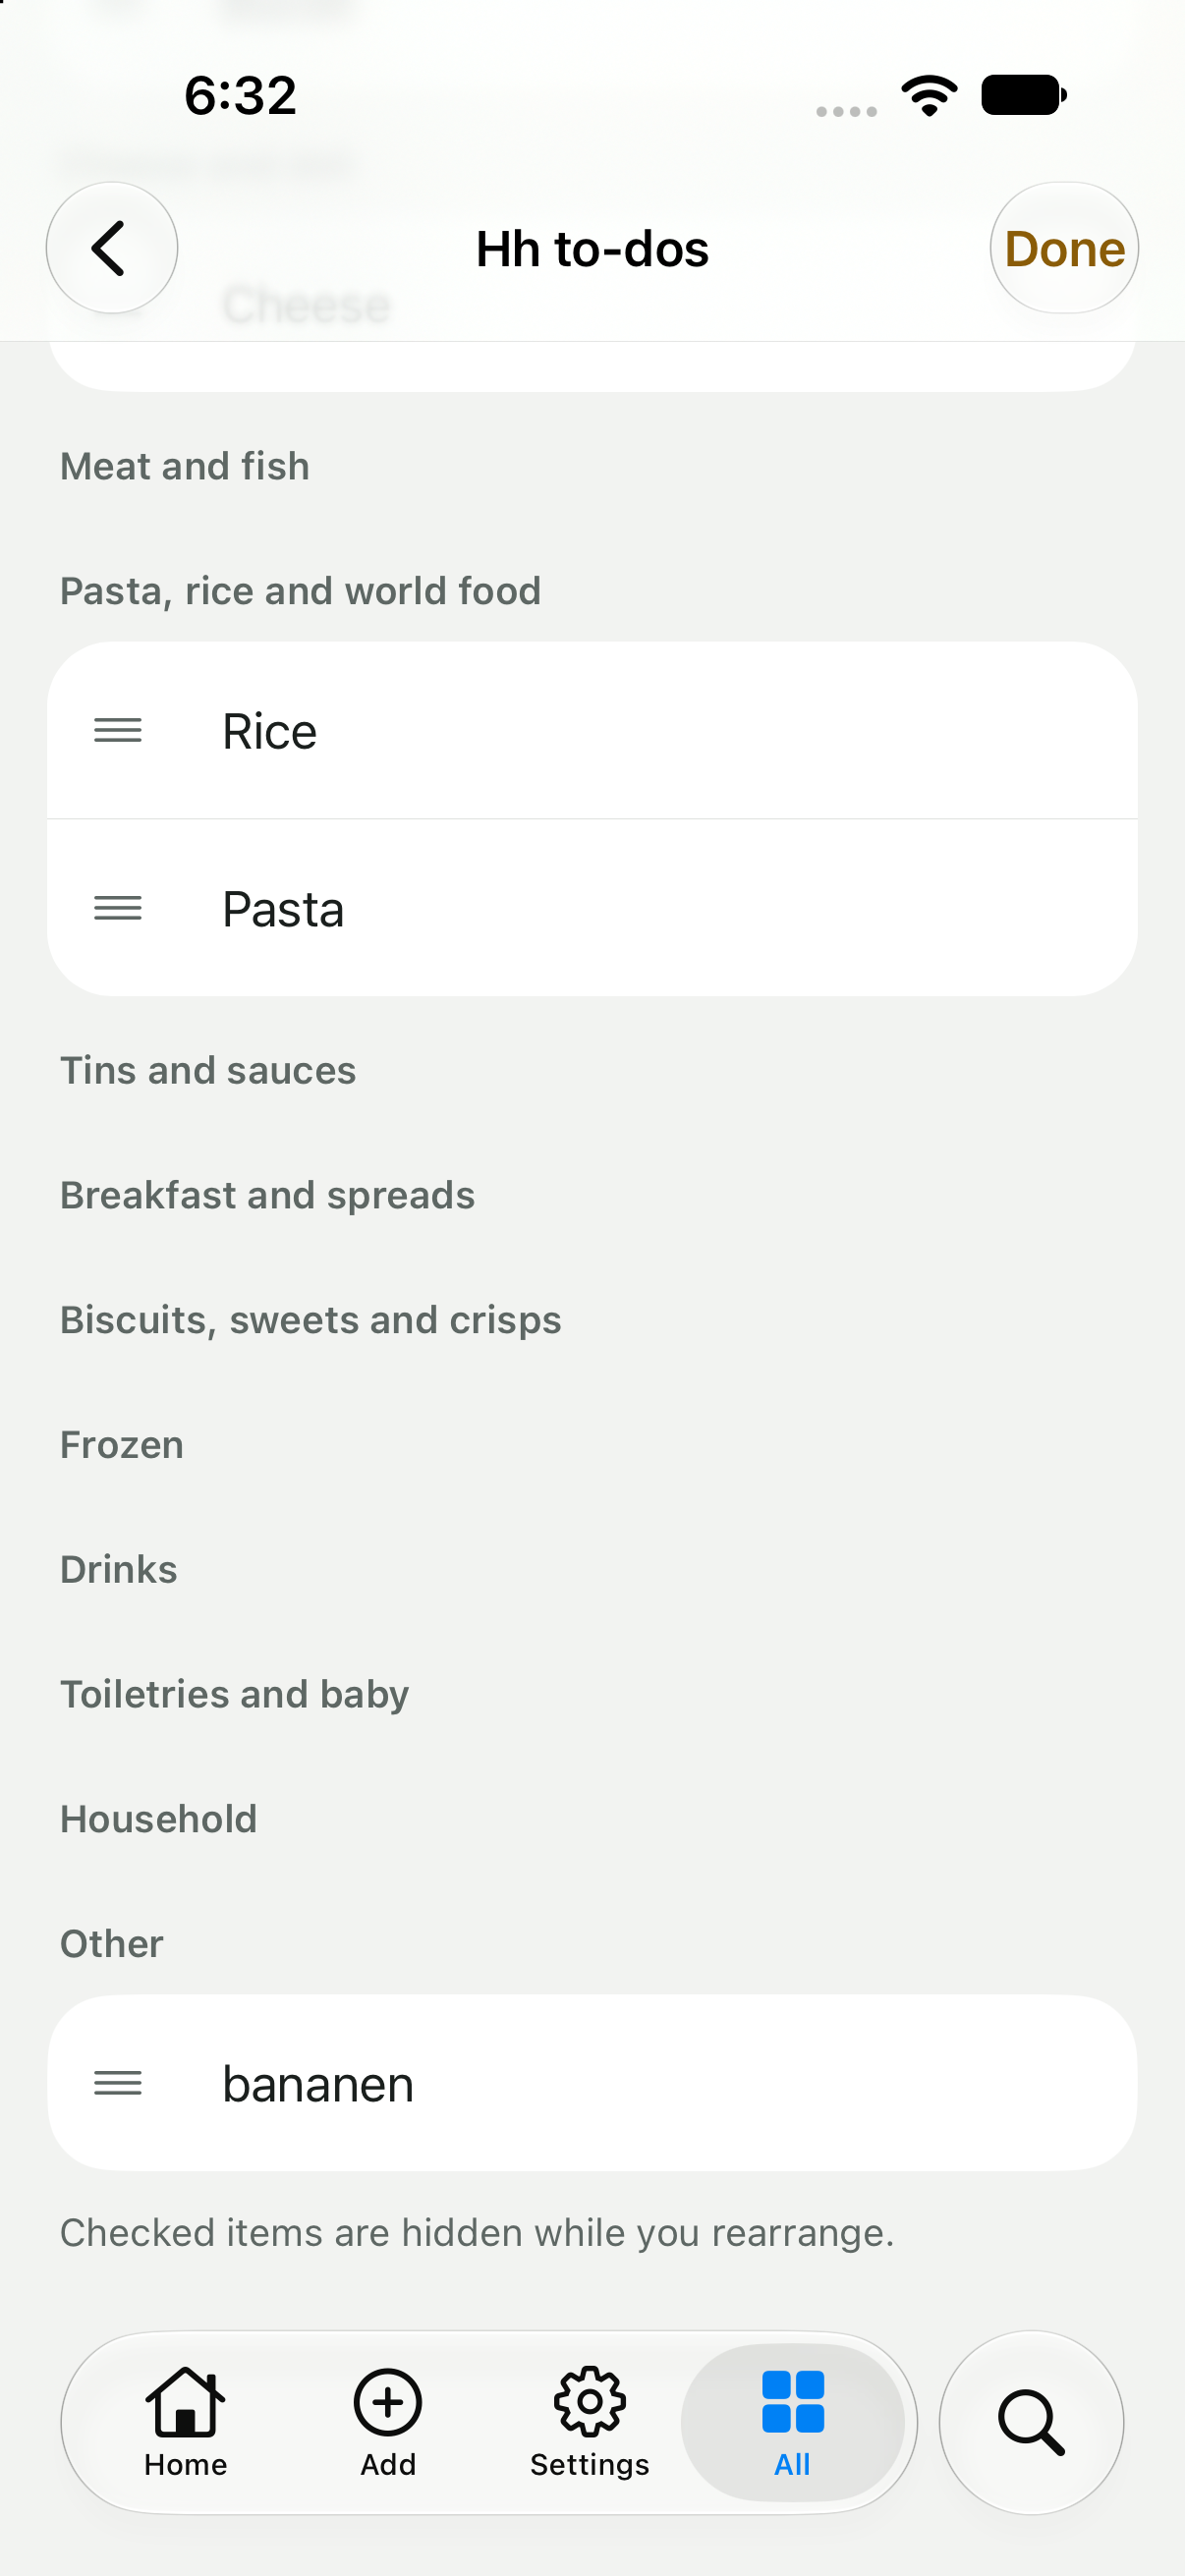 6:32
Hh to-dos
Done
Cheese
Meat and fish
Pasta, rice and world food
Rice
Pasta
Tins and sauces
Breakfast and spreads
Biscuits, sweets and crisps
Frozen
Drinks
Toiletries and baby
Household
Other
bananen
Checked items are hidden while you rearrange.
Home
Add
Settings
All